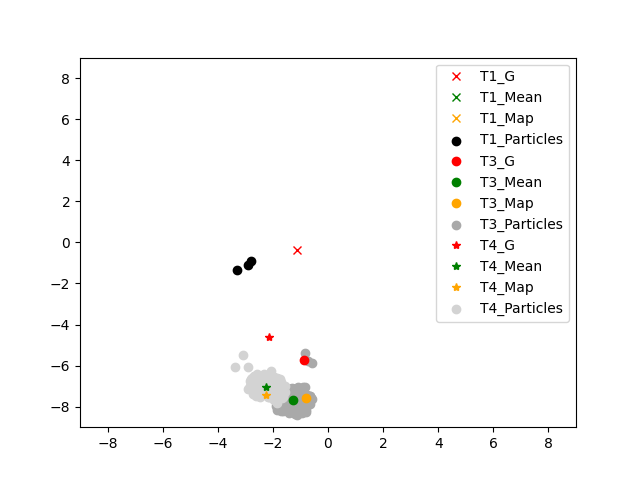 8
6
4
2
0
−2
−4
−6
−8
−8
−6
−4
−2
0
2
4
6
8
T1_G
T1_Mean
T1_Map
T1_Particles
T3_G
T3_Mean
T3_Map
T3_Particles
T4_G
T4_Mean
T4_Map
T4_Particles